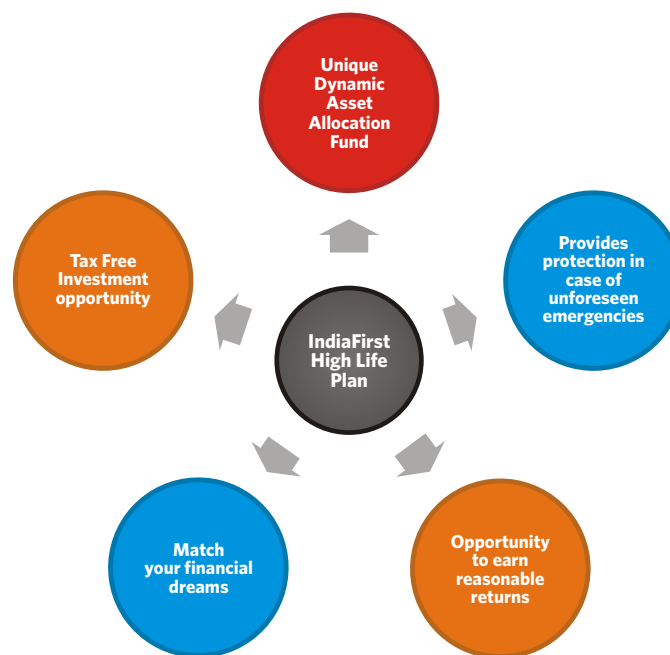 Unique
Dynamic
Asset
Allocation
Fund
Tax Free
Investment
opportunity
Provides
protection in
case of
unforeseen
emergencies
IndiaFirst
High Life
Plan
Match
your financial
dreams
Opportunity
to earn
reasonable
returns